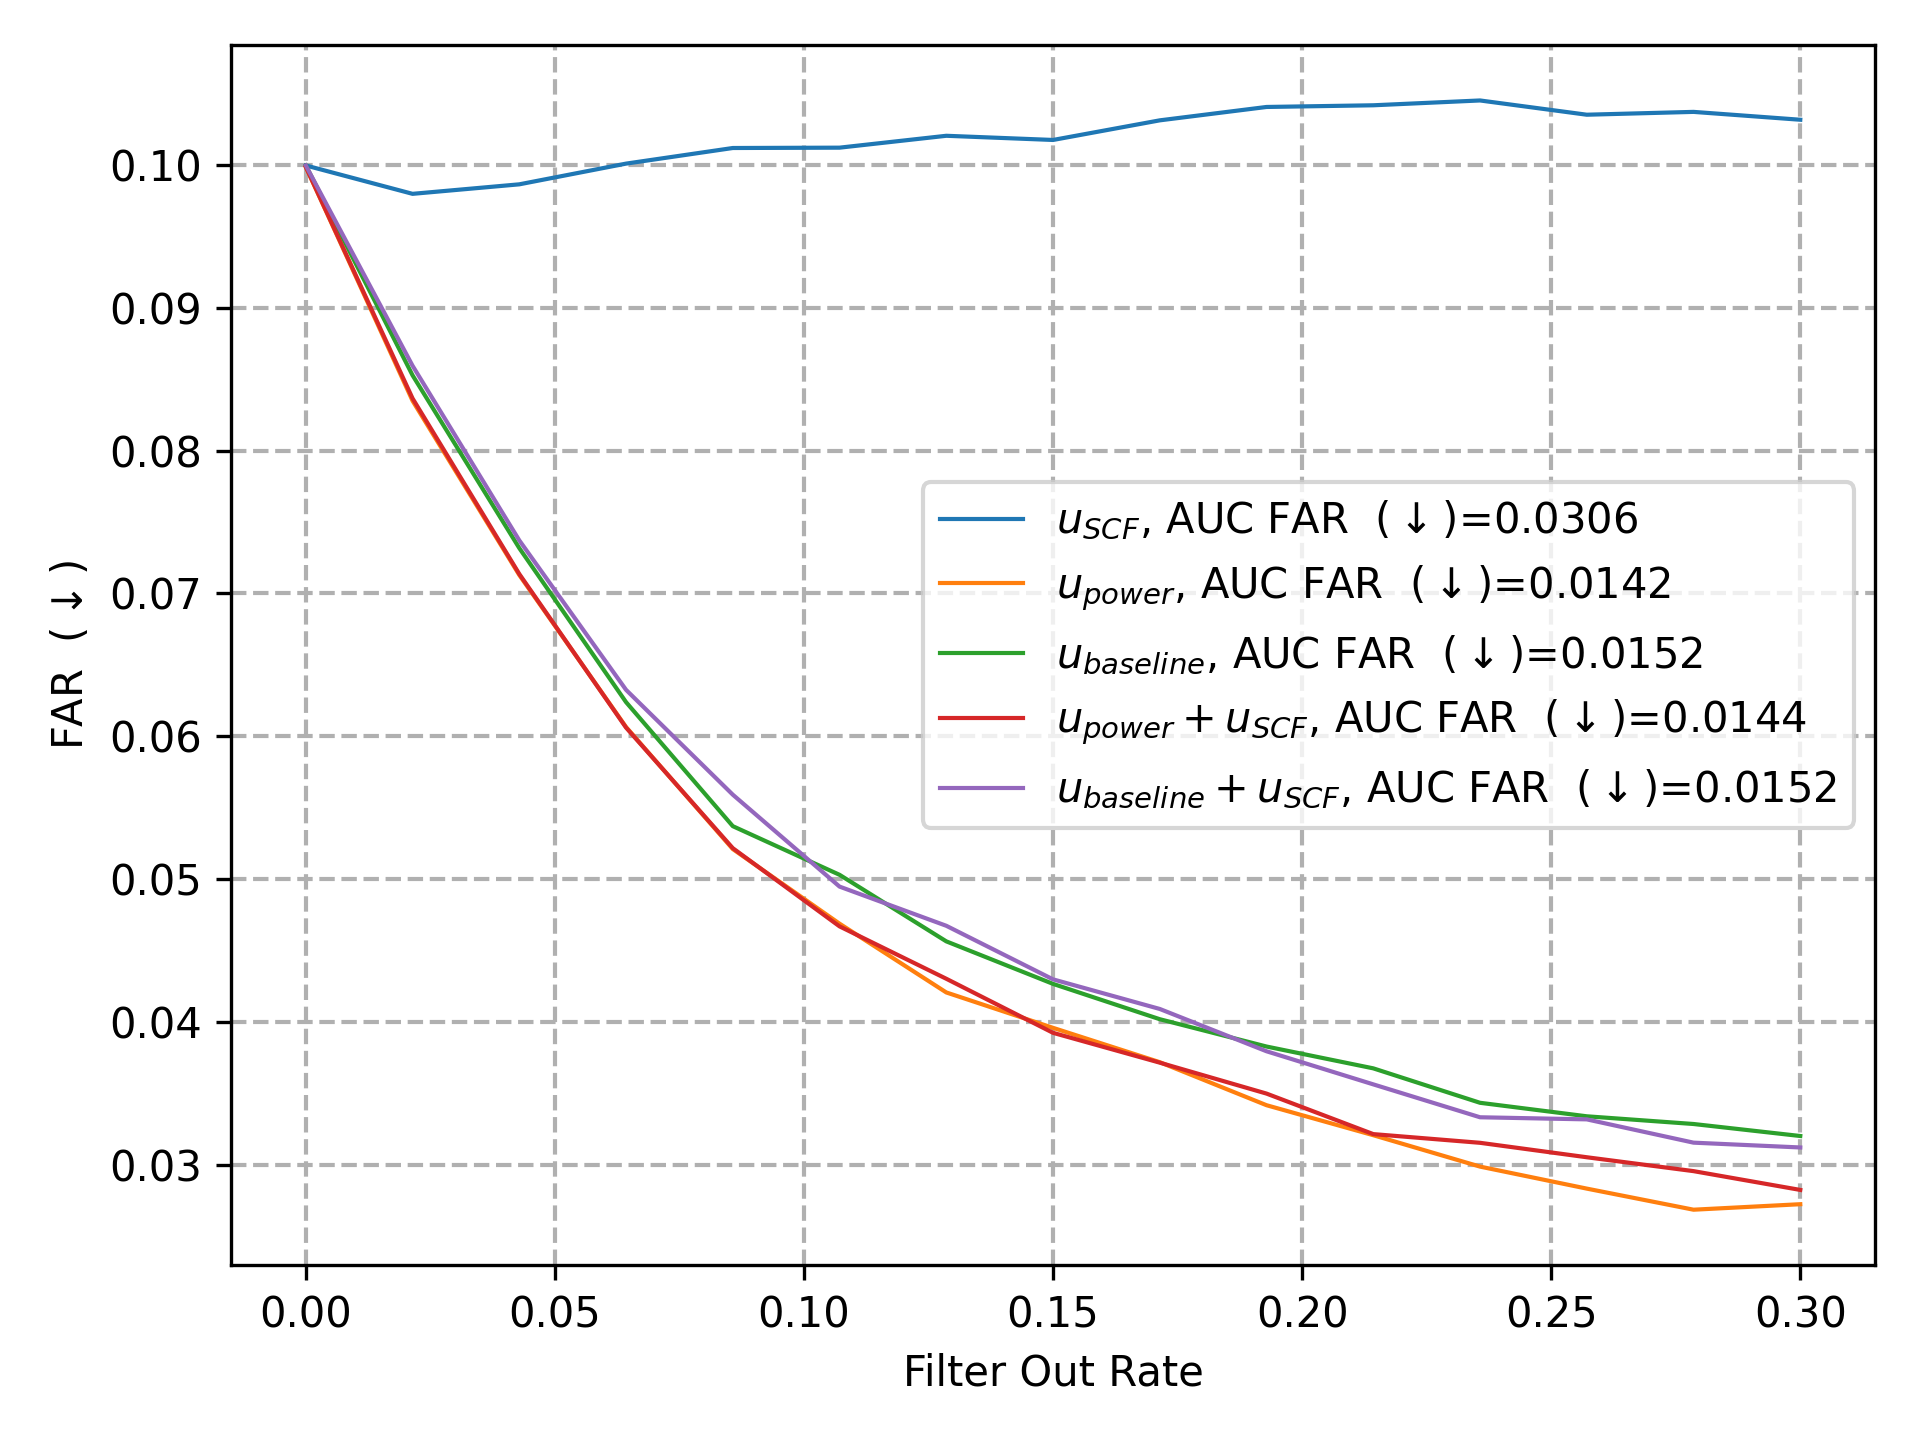 0.10
0.09
0.08
0.07
0.06
0.05
0.04
0.03
FAR (↓)
u_SCF, AUC FAR (↓)=0.0306
u_power, AUC FAR (↓)=0.0142
u_baseline, AUC FAR (↓)=0.0152
u_power + u_SCF, AUC FAR (↓)=0.0144
u_baseline + u_SCF, AUC FAR (↓)=0.0152
0.00 0.05 0.10 0.15 0.20 0.25 0.30
Filter Out Rate